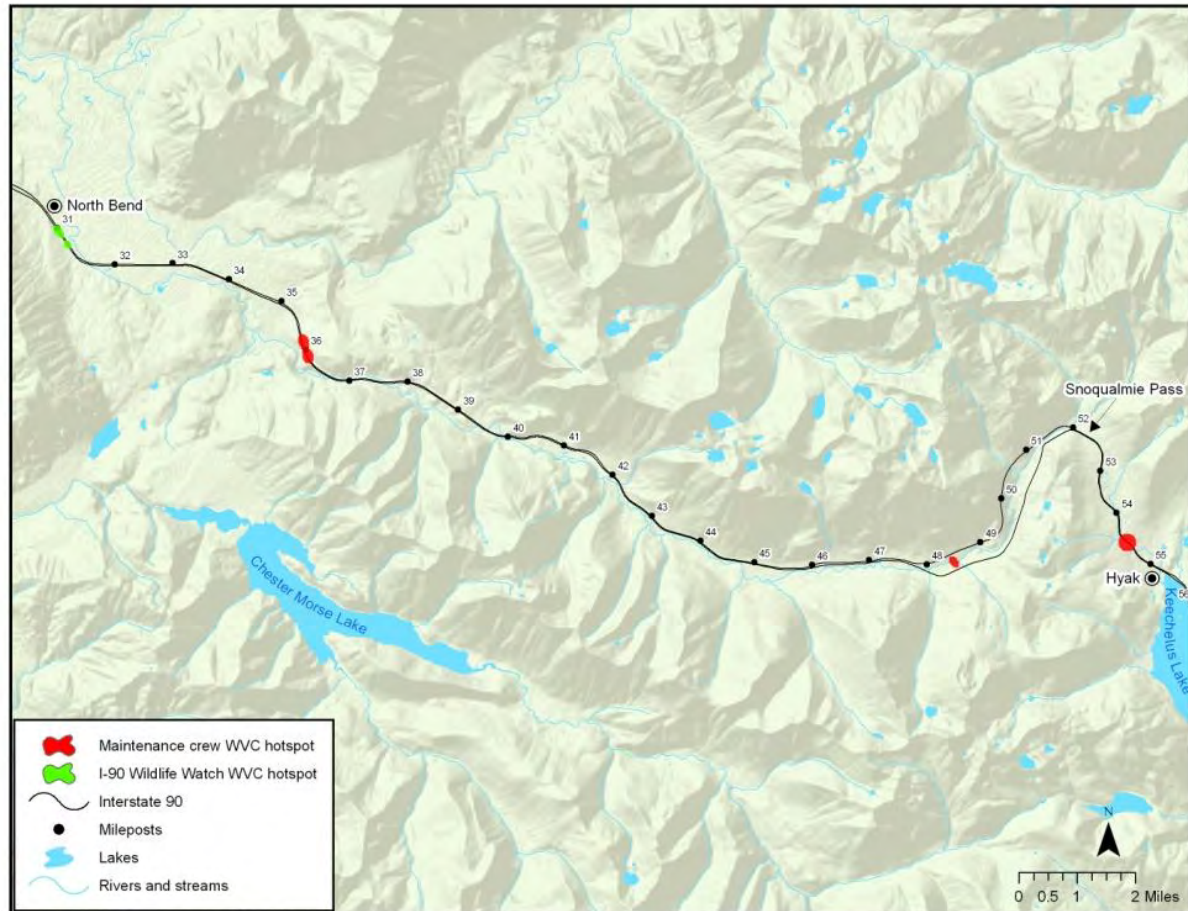 North Bend
31
32
33
34
35
36
37
38
39
40
41
42
43
44
45
46
47
48
49
50
51
52
Snoqualmie Pass
53
54
55
Hyak
56
Keechelus Lake
Chester Morse Lake
Maintenance crew WVC hotspot
I-90 Wildlife Watch WVC hotspot
Interstate 90
Mileposts
Lakes
Rivers and streams
N
0 0.5 1 2 Miles